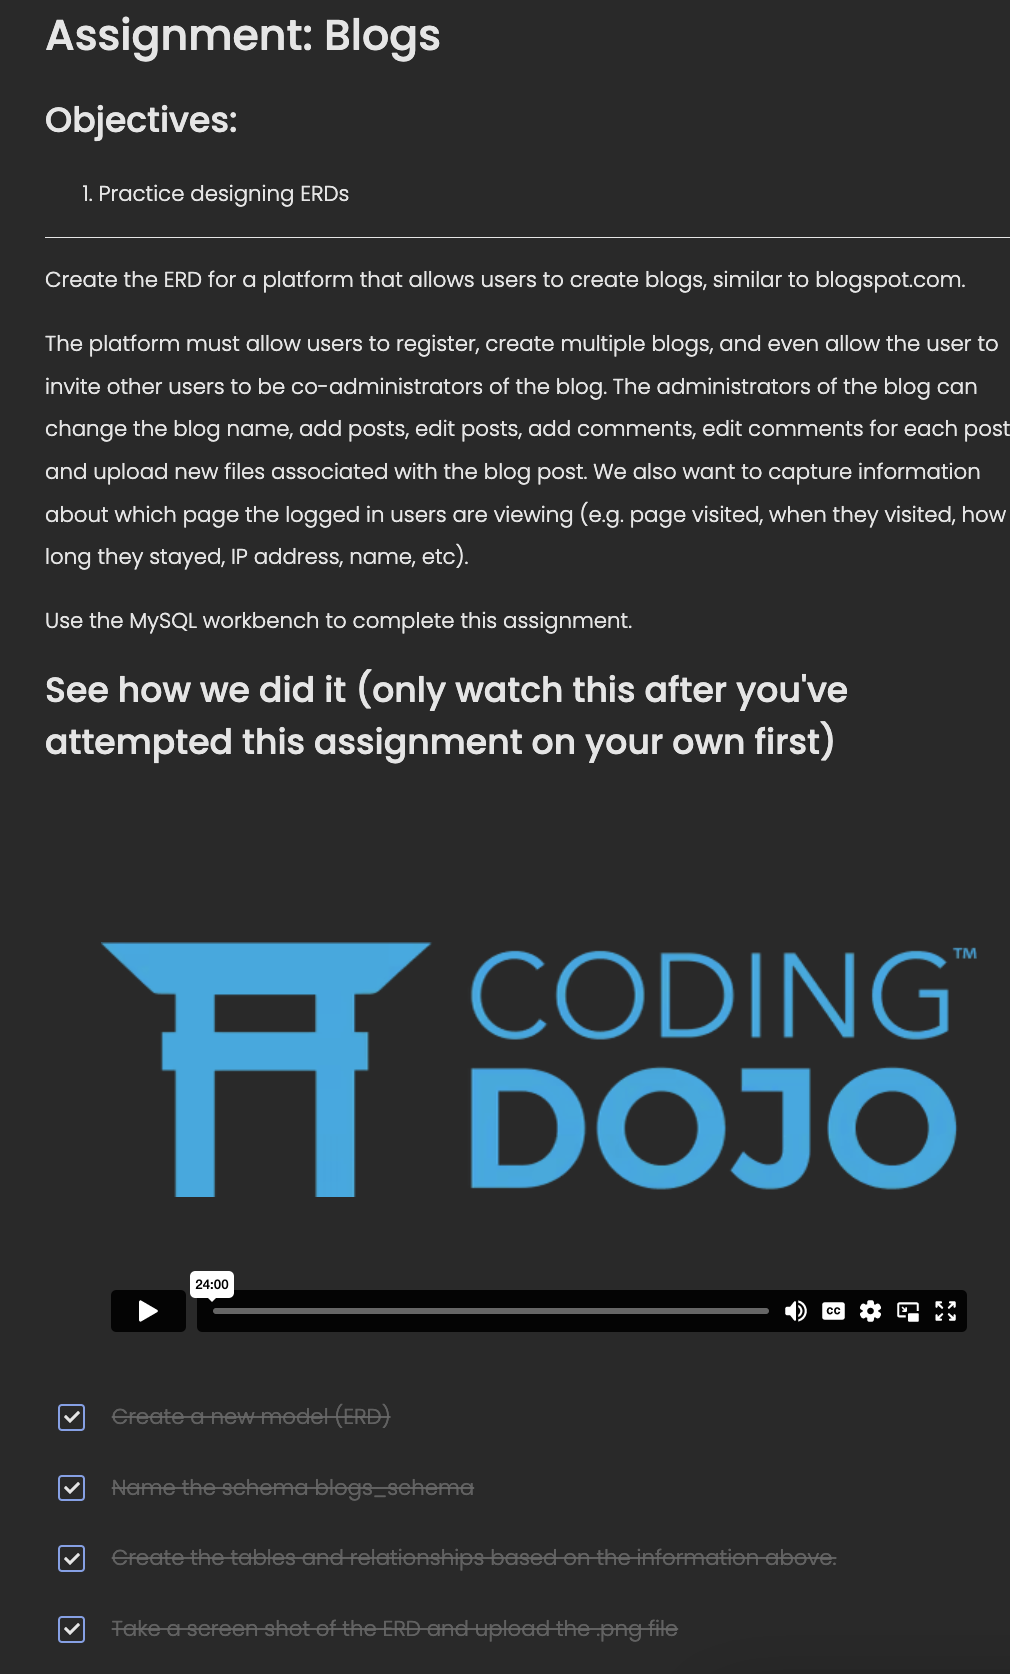 Assignment: Blogs
Objectives:
1. Practice designing ERDs
Create the ERD for a platform that allows users to create blogs, similar to blogspot.com.
The platform must allow users to register, create multiple blogs, and even allow the user to
invite other users to be co-administrators of the blog. The administrators of the blog can
change the blog name, add posts, edit posts, add comments, edit comments for each post
and upload new files associated with the blog post. We also want to capture information
about which page the logged in users are viewing (e.g. page visited, when they visited, how
long they stayed, IP address, name, etc).
Use the MySQL workbench to complete this assignment.
See how we did it (only watch this after you've
attempted this assignment on your own first)
CODING™
DOJO
24:00
CC
Create a new model (ERD)
Name the schema blogs_schema
Create the tables and relationships based on the information above.
Take a screen shot of the ERD and upload the .png file